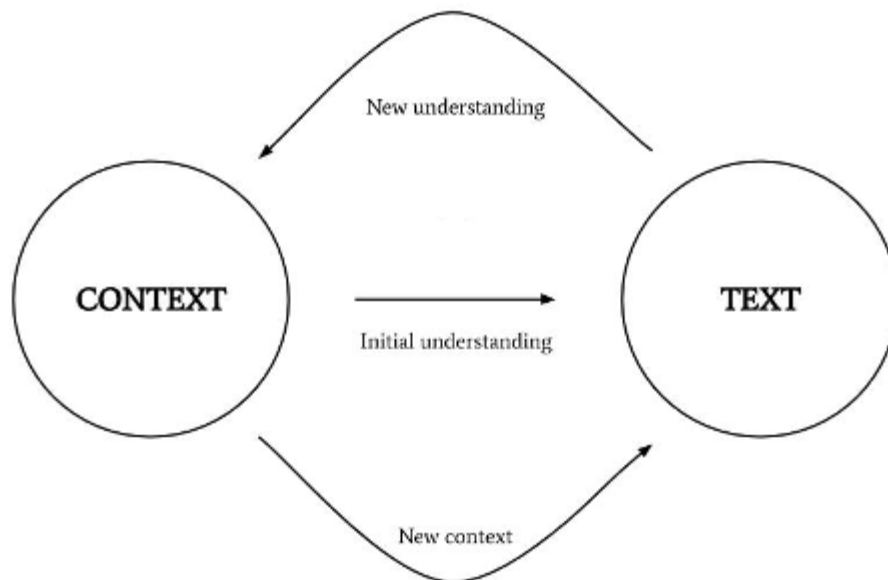 New understanding
CONTEXT
TEXT
Initial understanding
New context